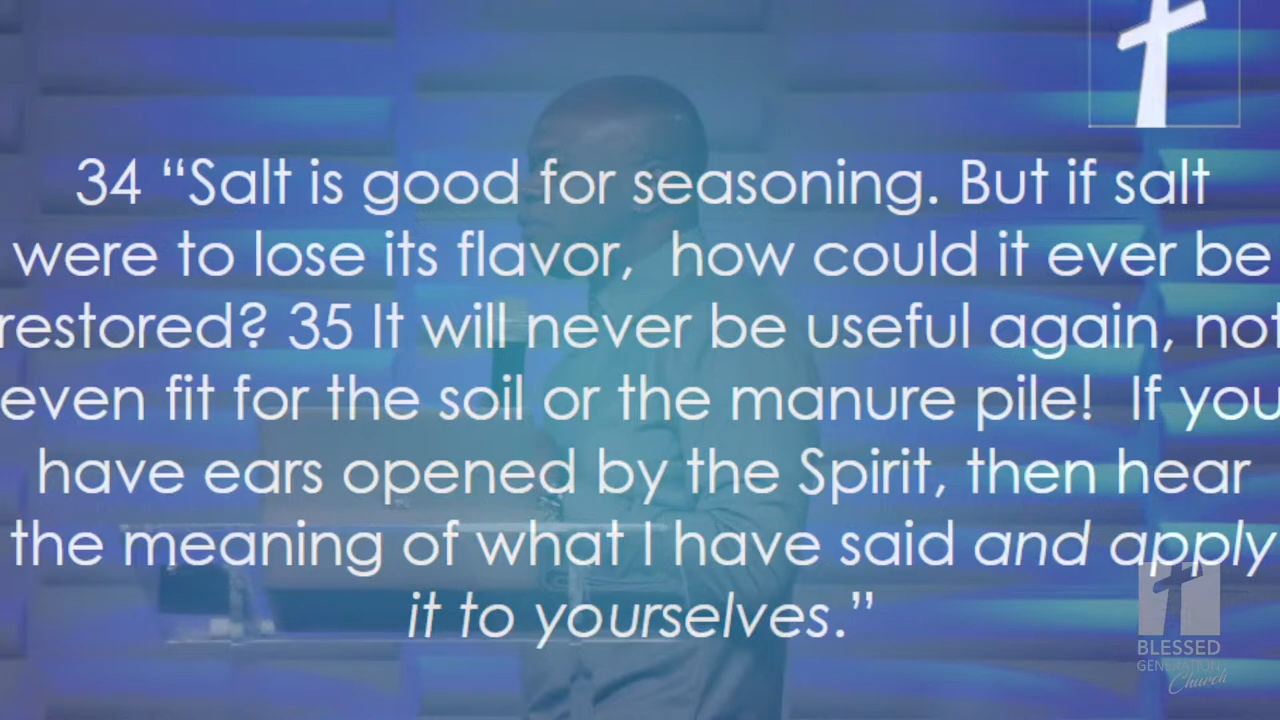 34 “Salt is good for seasoning. But if salt
were to lose its flavor,  how could it ever be
restored? 35 It will never be useful again, not
even fit for the soil or the manure pile!  If you
have ears opened by the Spirit, then hear
the meaning of what I have said and apply
it to yourselves.”
BLESSED
GENERATION
Church